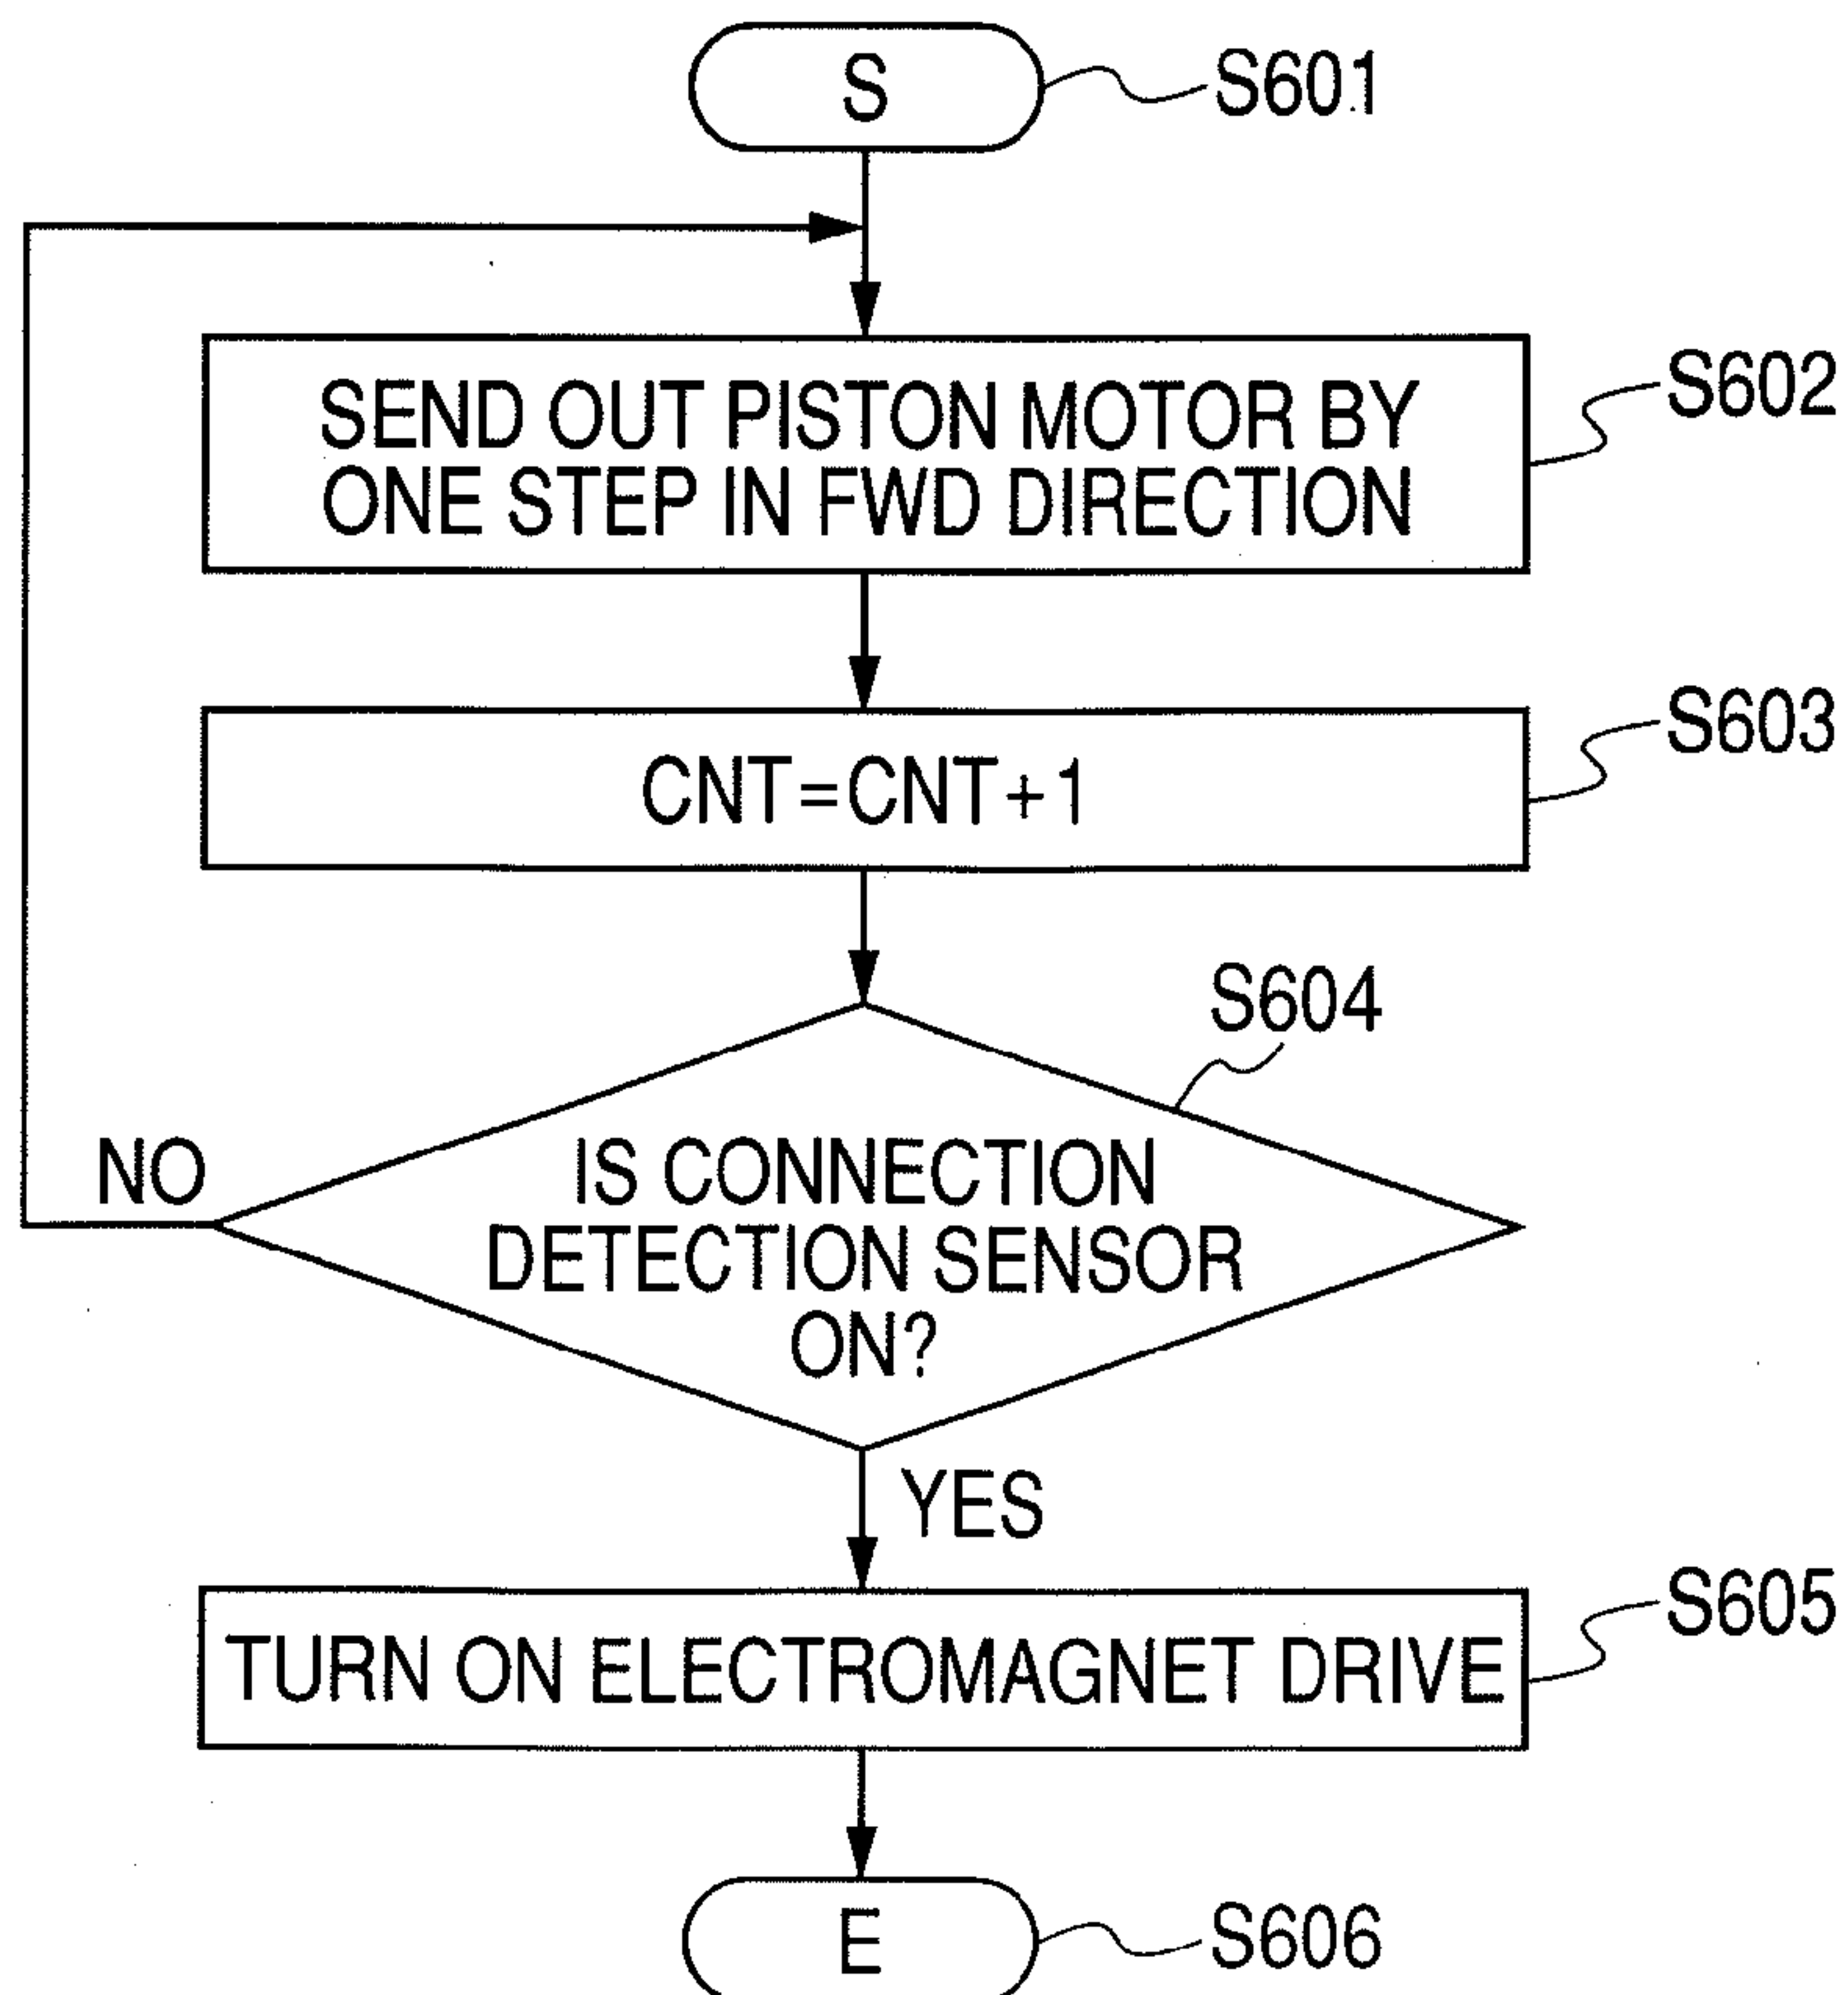 S
S601
SEND OUT PISTON MOTOR BY
ONE STEP IN FWD DIRECTION
S602
CNT=CNT+1
S603
S604
IS CONNECTION
DETECTION SENSOR
ON?
NO
YES
TURN ON ELECTROMAGNET DRIVE
S605
E
S606